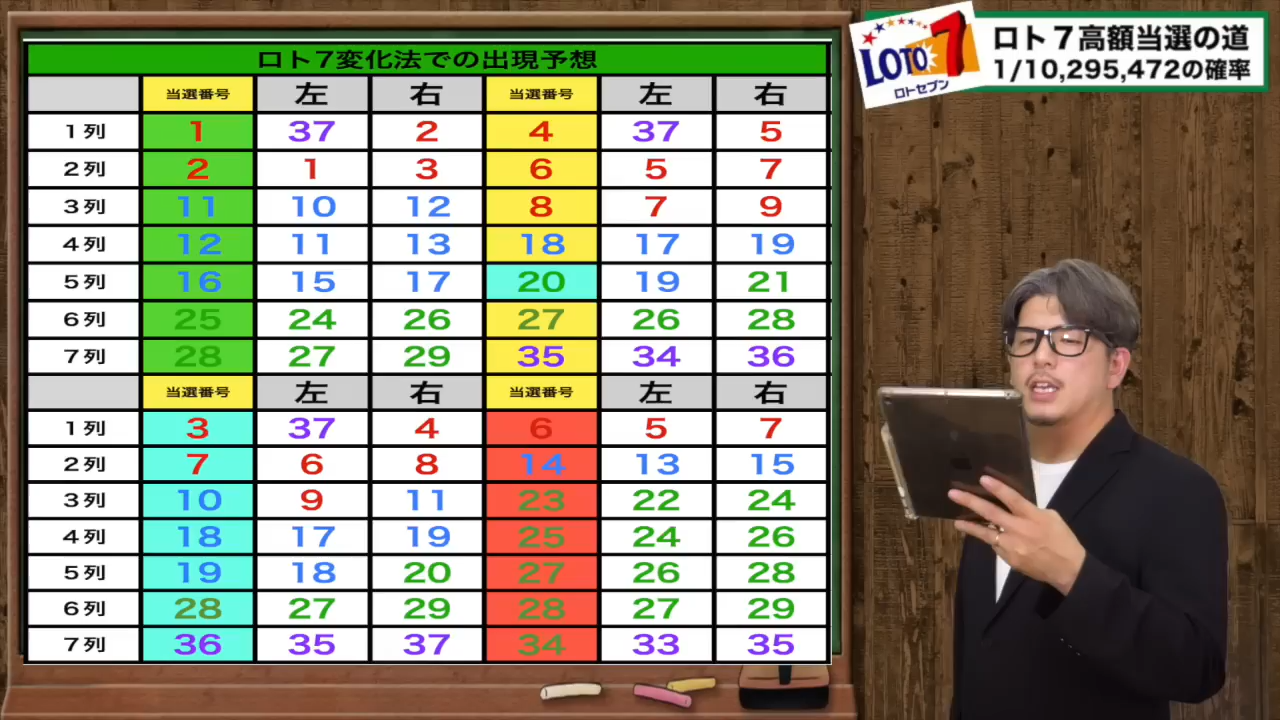 ロト7変化法での出現予想
当選番号 左 右 当選番号 左 右
1列 1 37 2 4 37 5
2列 2 1 3 6 5 7
3列 11 10 12 8 7 9
4列 12 11 13 18 17 19
5列 16 15 17 20 19 21
6列 25 24 26 27 26 28
7列 28 27 29 35 34 36
当選番号 左 右 当選番号 左 右
1列 3 37 4 6 5 7
2列 7 6 8 14 13 15
3列 10 9 11 23 22 24
4列 18 17 19 25 24 26
5列 19 18 20 27 26 28
6列 28 27 29 28 27 29
7列 36 35 37 34 33 35
LOTO 7
ロトセブン
ロト7高額当選の道
1/10,295,472の確率